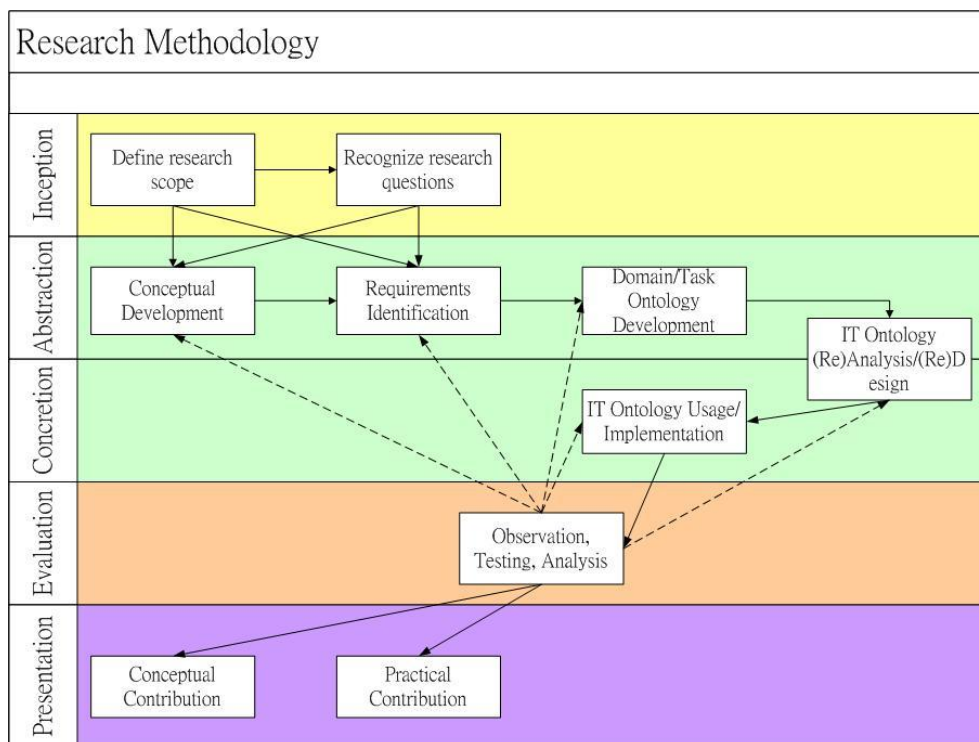 Research Methodology
Inception
Define research
scope
Recognize research
questions
Abstraction
Conceptual
Development
Requirements
Identification
Domain/Task
Ontology
Development
IT Ontology
(Re)Analysis/(Re)D
esign
Concretion
IT Ontology Usage/
Implementation
Evaluation
Observation,
Testing, Analysis
Presentation
Conceptual
Contribution
Practical
Contribution